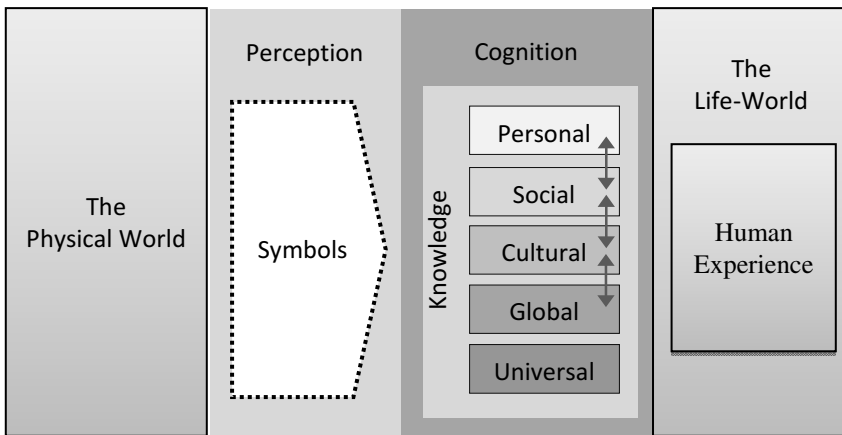 The
Physical World
Perception
Symbols
Cognition
Knowledge
Personal
Social
Cultural
Global
Universal
The
Life-World
Human
Experience